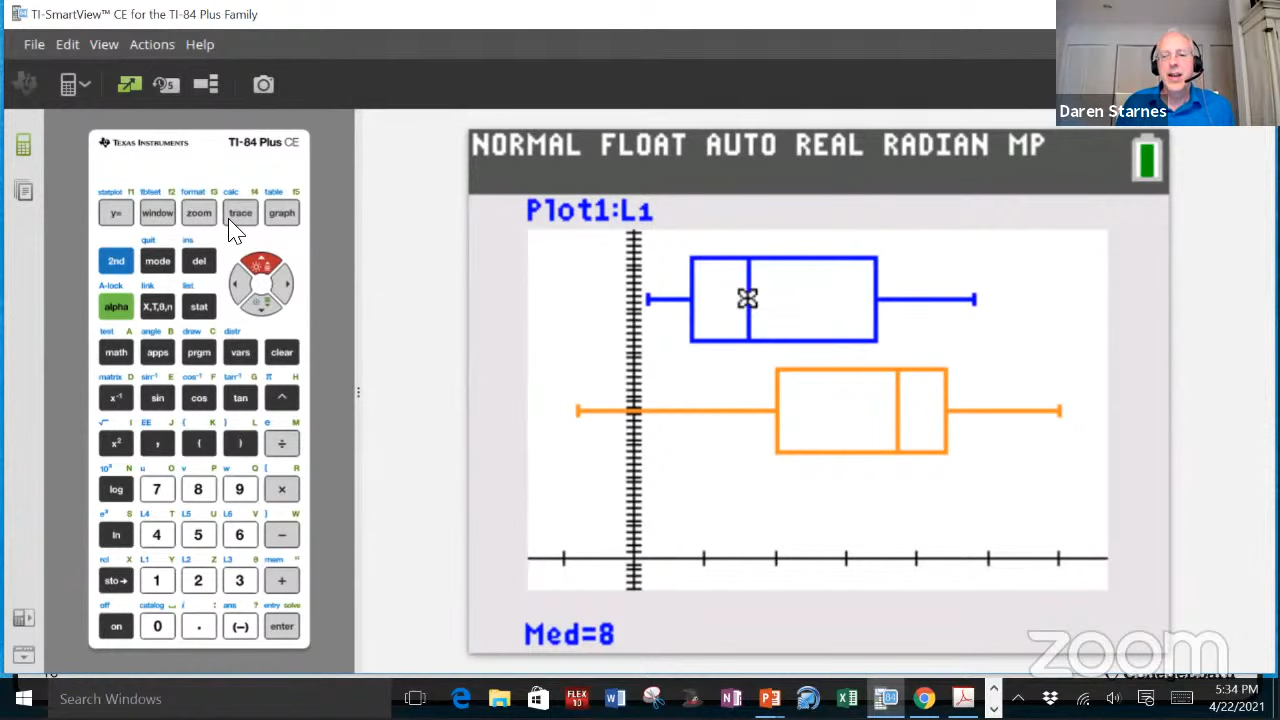 TI-SmartView™ CE for the TI-84 Plus Family
File Edit View Actions Help
Daren Starnes
TEXAS INSTRUMENTS TI-84 Plus CE
statplot f1 tblset f2 format f3 calc f4 table f5
y= window zoom trace graph
quit ins
2nd mode del
A-lock link list
alpha X,T,θ,n stat
test A angle B draw C distr
math apps prgm vars clear
matrix D sin⁻¹ E cos⁻¹ F tan⁻¹ G π H
x⁻¹ sin cos tan ^
√ I EE J { K } L e M
x² , ( ) ÷
10ˣ N u O v P w Q [ R
log 7 8 9 ×
eˣ S L4 T L5 U L6 V ] W
ln 4 5 6 −
rcl X L1 Y L2 Z L3 θ mem "
sto→ 1 2 3 +
off catalog ⎵ i : ans ? entry solve
on 0 . (−) enter
NORMAL FLOAT AUTO REAL RADIAN MP
Plot1:L1
Med=8
zoom
Search Windows
FLEX
10
5:34 PM
4/22/2021